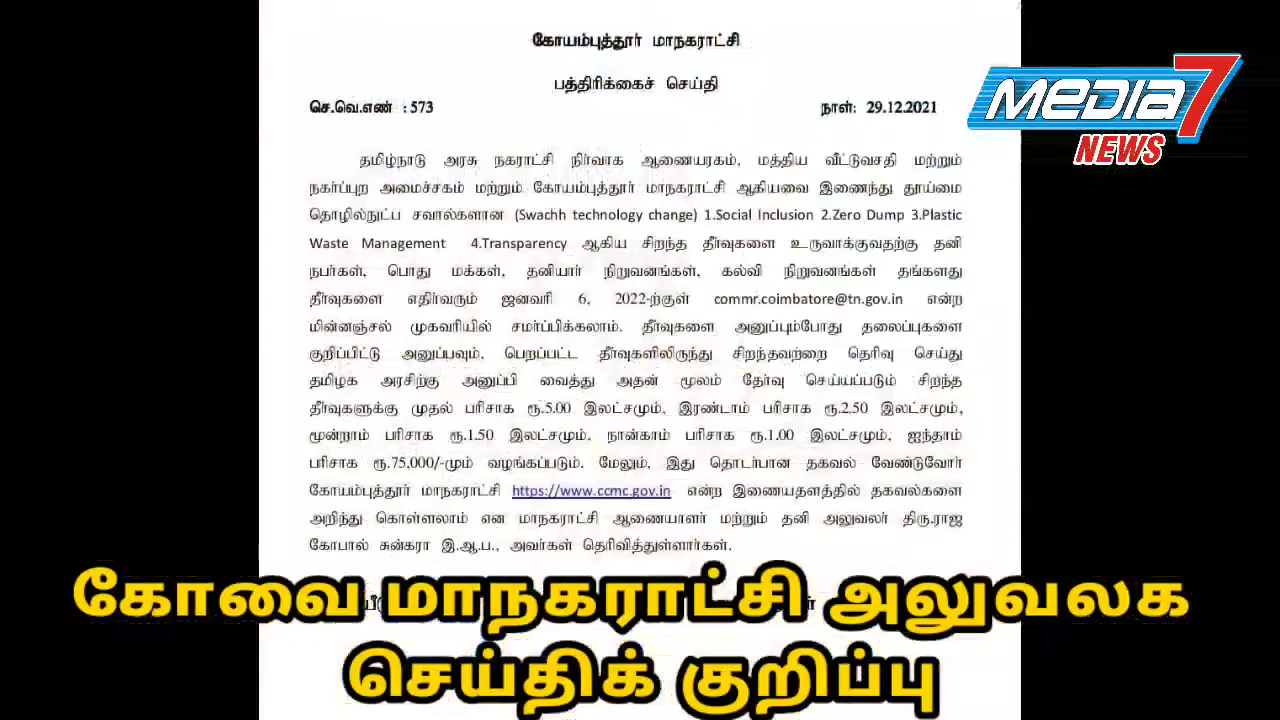 கோயம்புத்தூர் மாநகராட்சி
பத்திரிக்கைச் செய்தி
செ.வெ.எண் : 573 நாள்: 29.12.2021
MEDIA 7
NEWS
தமிழ்நாடு அரசு நகராட்சி நிர்வாக ஆணையரகம், மத்திய வீட்டுவசதி மற்றும்
நகர்ப்புற அமைச்சகம் மற்றும் கோயம்புத்தூர் மாநகராட்சி ஆகியவை இணைந்து தூய்மை
தொழில்நுட்ப சவால்களான (Swachh technology change) 1.Social Inclusion 2.Zero Dump 3.Plastic
Waste Management 4.Transparency ஆகிய சிறந்த தீர்வுகளை உருவாக்குவதற்கு தனி
நபர்கள், பொது மக்கள், தனியார் நிறுவனங்கள், கல்வி நிறுவனங்கள் தங்களது
தீர்வுகளை எதிர்வரும் ஜனவரி 6, 2022-ற்குள் commr.coimbatore@tn.gov.in என்ற
மின்னஞ்சல் முகவரியில் சமர்ப்பிக்கலாம். தீர்வுகளை அனுப்பும்போது தலைப்புகளை
குறிப்பிட்டு அனுப்பவும். பெறப்பட்ட தீர்வுகளிலிருந்து சிறந்தவற்றை தெரிவு செய்து
தமிழக அரசிற்கு அனுப்பி வைத்து அதன் மூலம் தேர்வு செய்யப்படும் சிறந்த
தீர்வுகளுக்கு முதல் பரிசாக ரூ.5.00 இலட்சமும், இரண்டாம் பரிசாக ரூ.2.50 இலட்சமும்,
மூன்றாம் பரிசாக ரூ.1.50 இலட்சமும், நான்காம் பரிசாக ரூ.1.00 இலட்சமும், ஐந்தாம்
பரிசாக ரூ.75,000/-மும் வழங்கப்படும். மேலும், இது தொடர்பான தகவல் வேண்டுவோர்
கோயம்புத்தூர் மாநகராட்சி https://www.ccmc.gov.in என்ற இணையதளத்தில் தகவல்களை
அறிந்து கொள்ளலாம் என மாநகராட்சி ஆணையாளர் மற்றும் தனி அலுவலர் திரு.ராஜ
கோபால் சுன்கரா இ.ஆ.ப., அவர்கள் தெரிவித்துள்ளார்கள்.
கோவை மாநகராட்சி அலுவலக
செய்திக் குறிப்பு